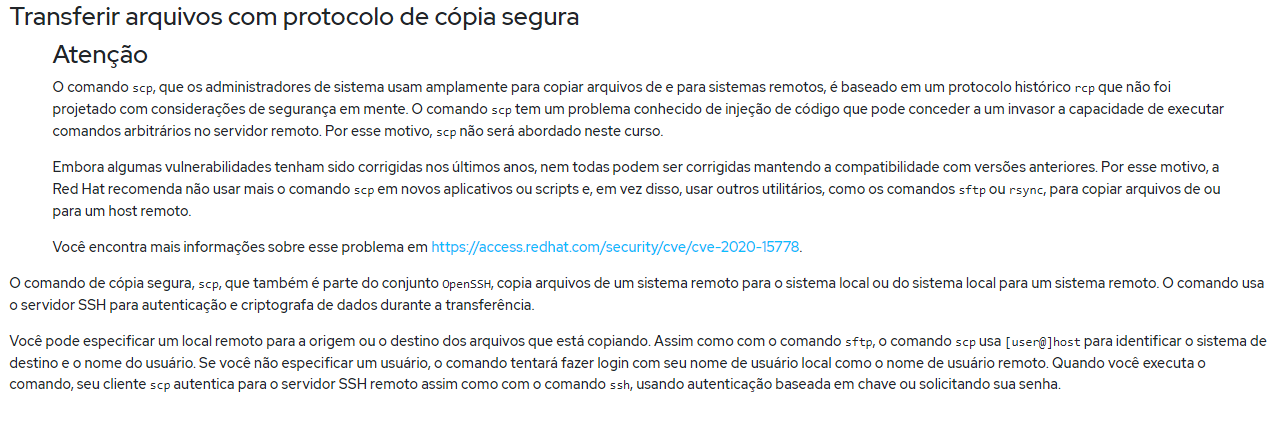 Transferir arquivos com protocolo de cópia segura
Atenção
O comando scp, que os administradores de sistema usam amplamente para copiar arquivos de e para sistemas remotos, é baseado em um protocolo histórico rcp que não foi
projetado com considerações de segurança em mente. O comando scp tem um problema conhecido de injeção de código que pode conceder a um invasor a capacidade de executar
comandos arbitrários no servidor remoto. Por esse motivo, scp não será abordado neste curso.
Embora algumas vulnerabilidades tenham sido corrigidas nos últimos anos, nem todas podem ser corrigidas mantendo a compatibilidade com versões anteriores. Por esse motivo, a
Red Hat recomenda não usar mais o comando scp em novos aplicativos ou scripts e, em vez disso, usar outros utilitários, como os comandos sftp ou rsync, para copiar arquivos de ou
para um host remoto.
Você encontra mais informações sobre esse problema em https://access.redhat.com/security/cve/cve-2020-15778.
O comando de cópia segura, scp, que também é parte do conjunto OpenSSH, copia arquivos de um sistema remoto para o sistema local ou do sistema local para um sistema remoto. O comando usa
o servidor SSH para autenticação e criptografa de dados durante a transferência.
Você pode especificar um local remoto para a origem ou o destino dos arquivos que está copiando. Assim como com o comando sftp, o comando scp usa [user@]host para identificar o sistema de
destino e o nome do usuário. Se você não especificar um usuário, o comando tentará fazer login com seu nome de usuário local como o nome de usuário remoto. Quando você executa o
comando, seu cliente scp autentica para o servidor SSH remoto assim como com o comando ssh, usando autenticação baseada em chave ou solicitando sua senha.